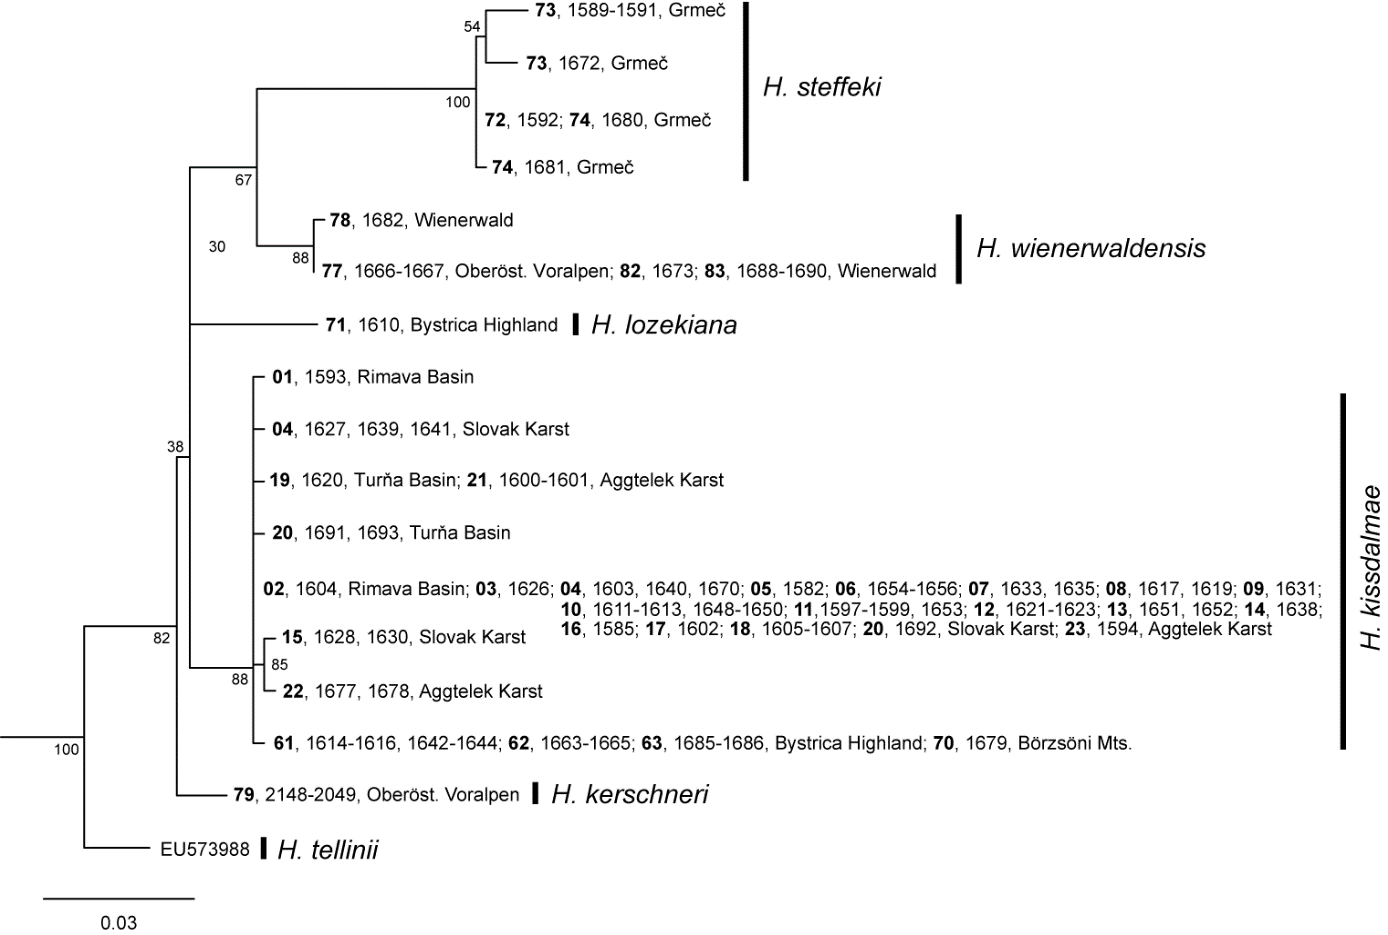 73, 1589-1591, Grmeč
54
73, 1672, Grmeč
H. steffeki
100
72, 1592; 74, 1680, Grmeč
74, 1681, Grmeč
67
78, 1682, Wienerwald
30
H. wienerwaldensis
88
77, 1666-1667, Oberöst. Voralpen; 82, 1673; 83, 1688-1690, Wienerwald
71, 1610, Bystrica Highland
H. lozekiana
01, 1593, Rimava Basin
04, 1627, 1639, 1641, Slovak Karst
38
19, 1620, Turňa Basin; 21, 1600-1601, Aggtelek Karst
20, 1691, 1693, Turňa Basin
H. kissdalmae
02, 1604, Rimava Basin; 03, 1626; 04, 1603, 1640, 1670; 05, 1582; 06, 1654-1656; 07, 1633, 1635; 08, 1617, 1619; 09, 1631;
10, 1611-1613, 1648-1650; 11,1597-1599, 1653; 12, 1621-1623; 13, 1651, 1652; 14, 1638;
16, 1585; 17, 1602; 18, 1605-1607; 20, 1692, Slovak Karst; 23, 1594, Aggtelek Karst
15, 1628, 1630, Slovak Karst
82
85
88
22, 1677, 1678, Aggtelek Karst
61, 1614-1616, 1642-1644; 62, 1663-1665; 63, 1685-1686, Bystrica Highland; 70, 1679, Börzsöni Mts.
100
79, 2148-2049, Oberöst. Voralpen
H. kerschneri
EU573988
H. tellinii
0.03